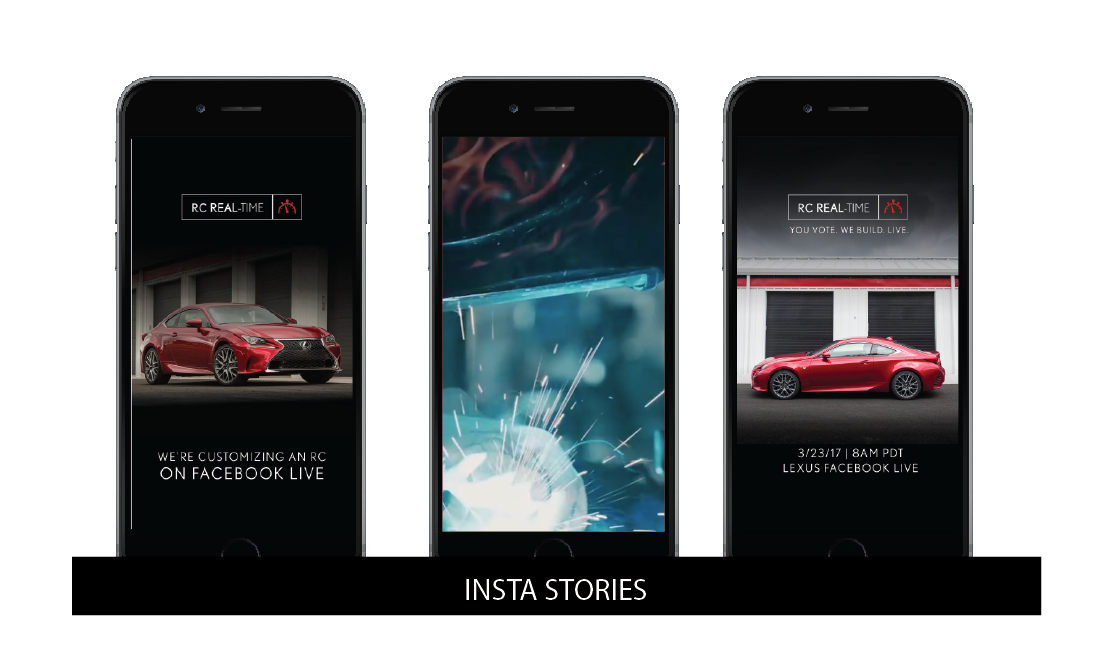 RC REAL-TIME
WE'RE CUSTOMIZING AN RC
ON FACEBOOK LIVE
RC REAL-TIME
YOU VOTE. WE BUILD. LIVE.
3/23/17 | 8AM PDT
LEXUS FACEBOOK LIVE
INSTA STORIES